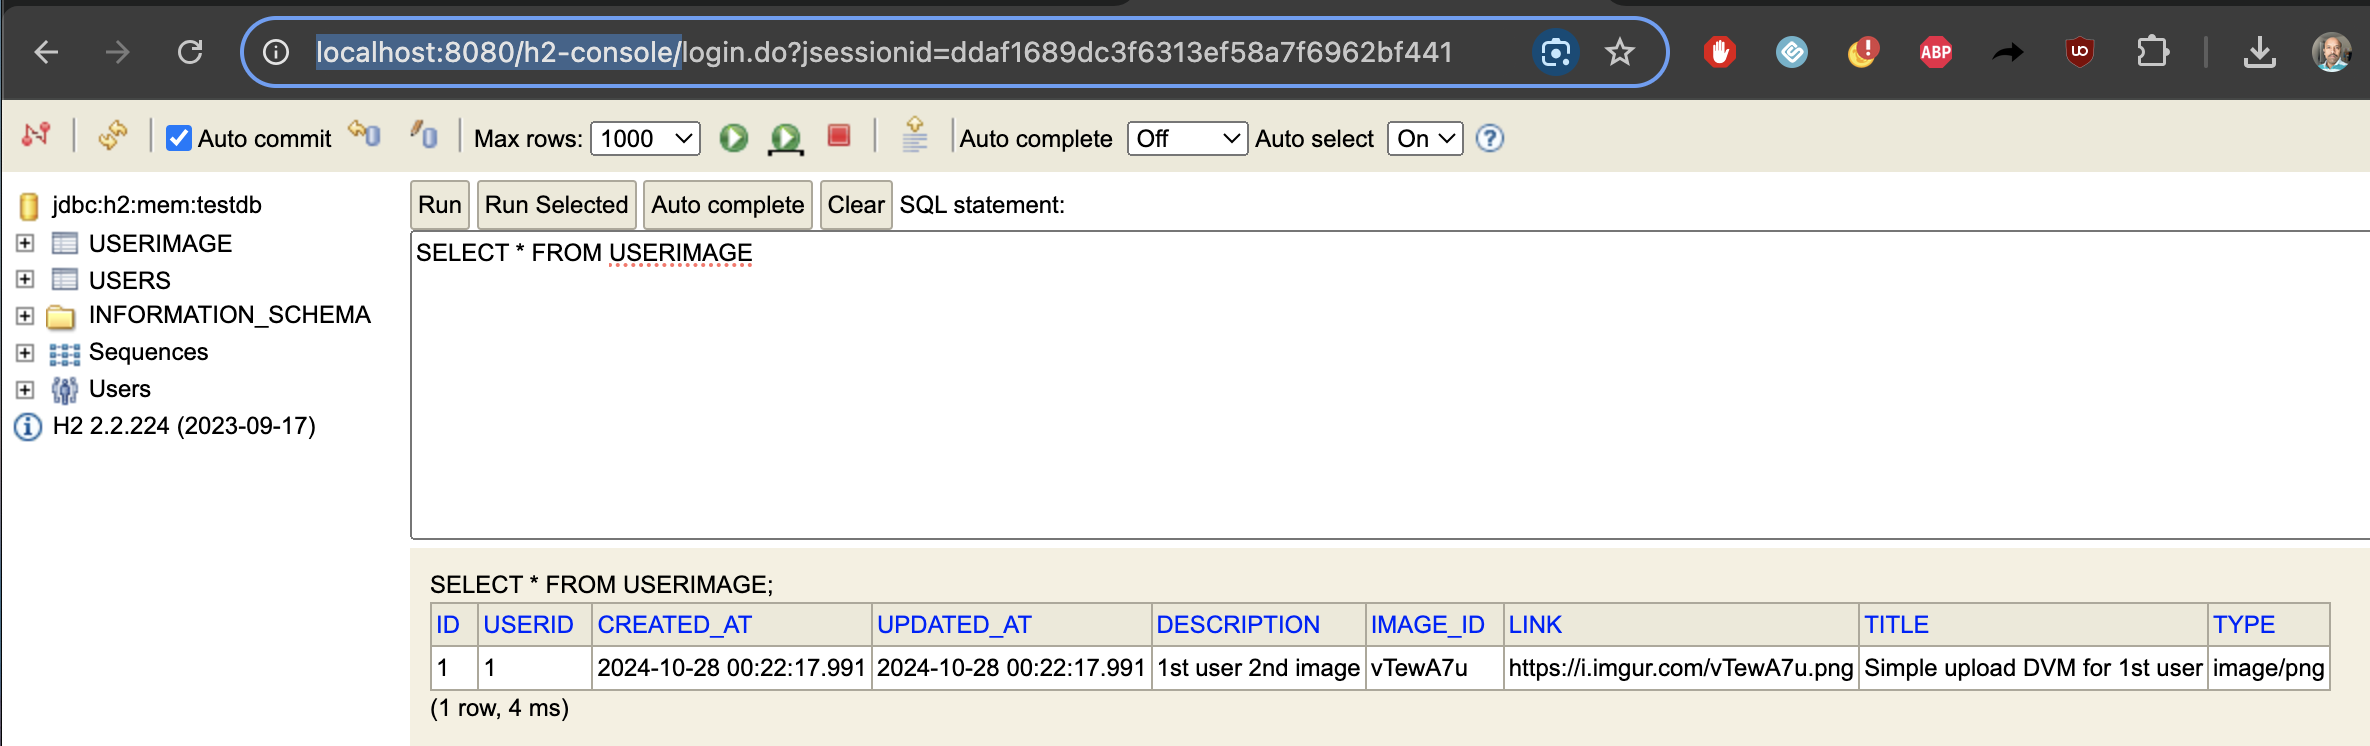 localhost:8080/h2-console/login.do?jsessionid=ddaf1689dc3f6313ef58a7f6962bf441
ABP
Auto commit
Max rows: 1000
Auto complete Off
Auto select On
jdbc:h2:mem:testdb
USERIMAGE
USERS
INFORMATION_SCHEMA
Sequences
Users
H2 2.2.224 (2023-09-17)
Run Run Selected Auto complete Clear SQL statement:
SELECT * FROM USERIMAGE
SELECT * FROM USERIMAGE;
ID USERID CREATED_AT UPDATED_AT DESCRIPTION IMAGE_ID LINK TITLE TYPE
1 1 2024-10-28 00:22:17.991 2024-10-28 00:22:17.991 1st user 2nd image vTewA7u https://i.imgur.com/vTewA7u.png Simple upload DVM for 1st user image/png
(1 row, 4 ms)